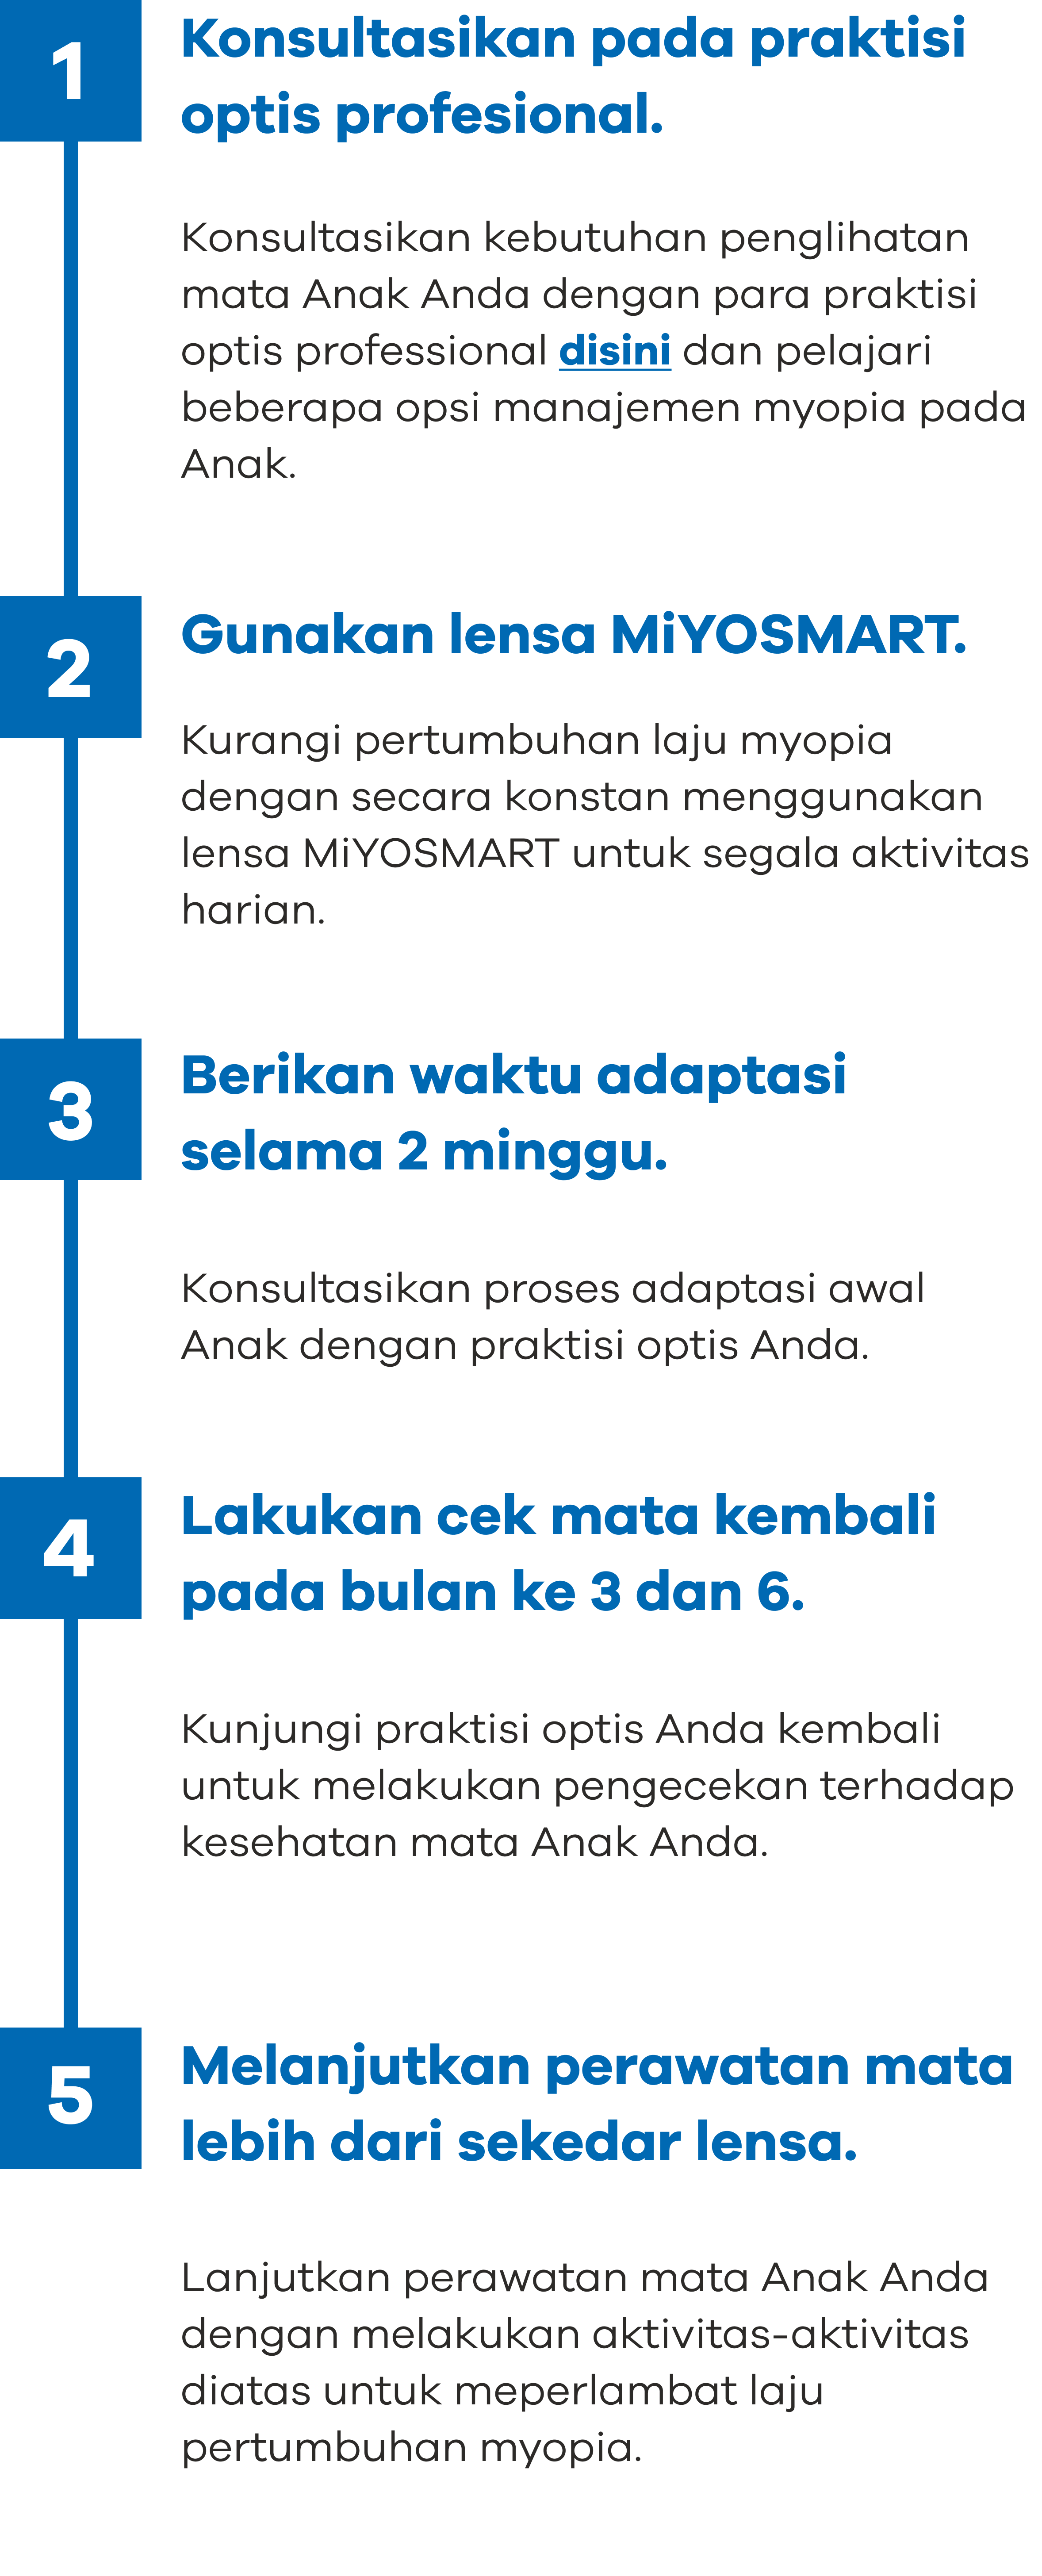 1
Konsultasikan pada praktisi
optis profesional.
Konsultasikan kebutuhan penglihatan
mata Anak Anda dengan para praktisi
optis professional disini dan pelajari
beberapa opsi manajemen myopia pada
Anak.
2
Gunakan lensa MiYOSMART.
Kurangi pertumbuhan laju myopia
dengan secara konstan menggunakan
lensa MiYOSMART untuk segala aktivitas
harian.
3
Berikan waktu adaptasi
selama 2 minggu.
Konsultasikan proses adaptasi awal
Anak dengan praktisi optis Anda.
4
Lakukan cek mata kembali
pada bulan ke 3 dan 6.
Kunjungi praktisi optis Anda kembali
untuk melakukan pengecekan terhadap
kesehatan mata Anak Anda.
5
Melanjutkan perawatan mata
lebih dari sekedar lensa.
Lanjutkan perawatan mata Anak Anda
dengan melakukan aktivitas-aktivitas
diatas untuk meperlambat laju
pertumbuhan myopia.